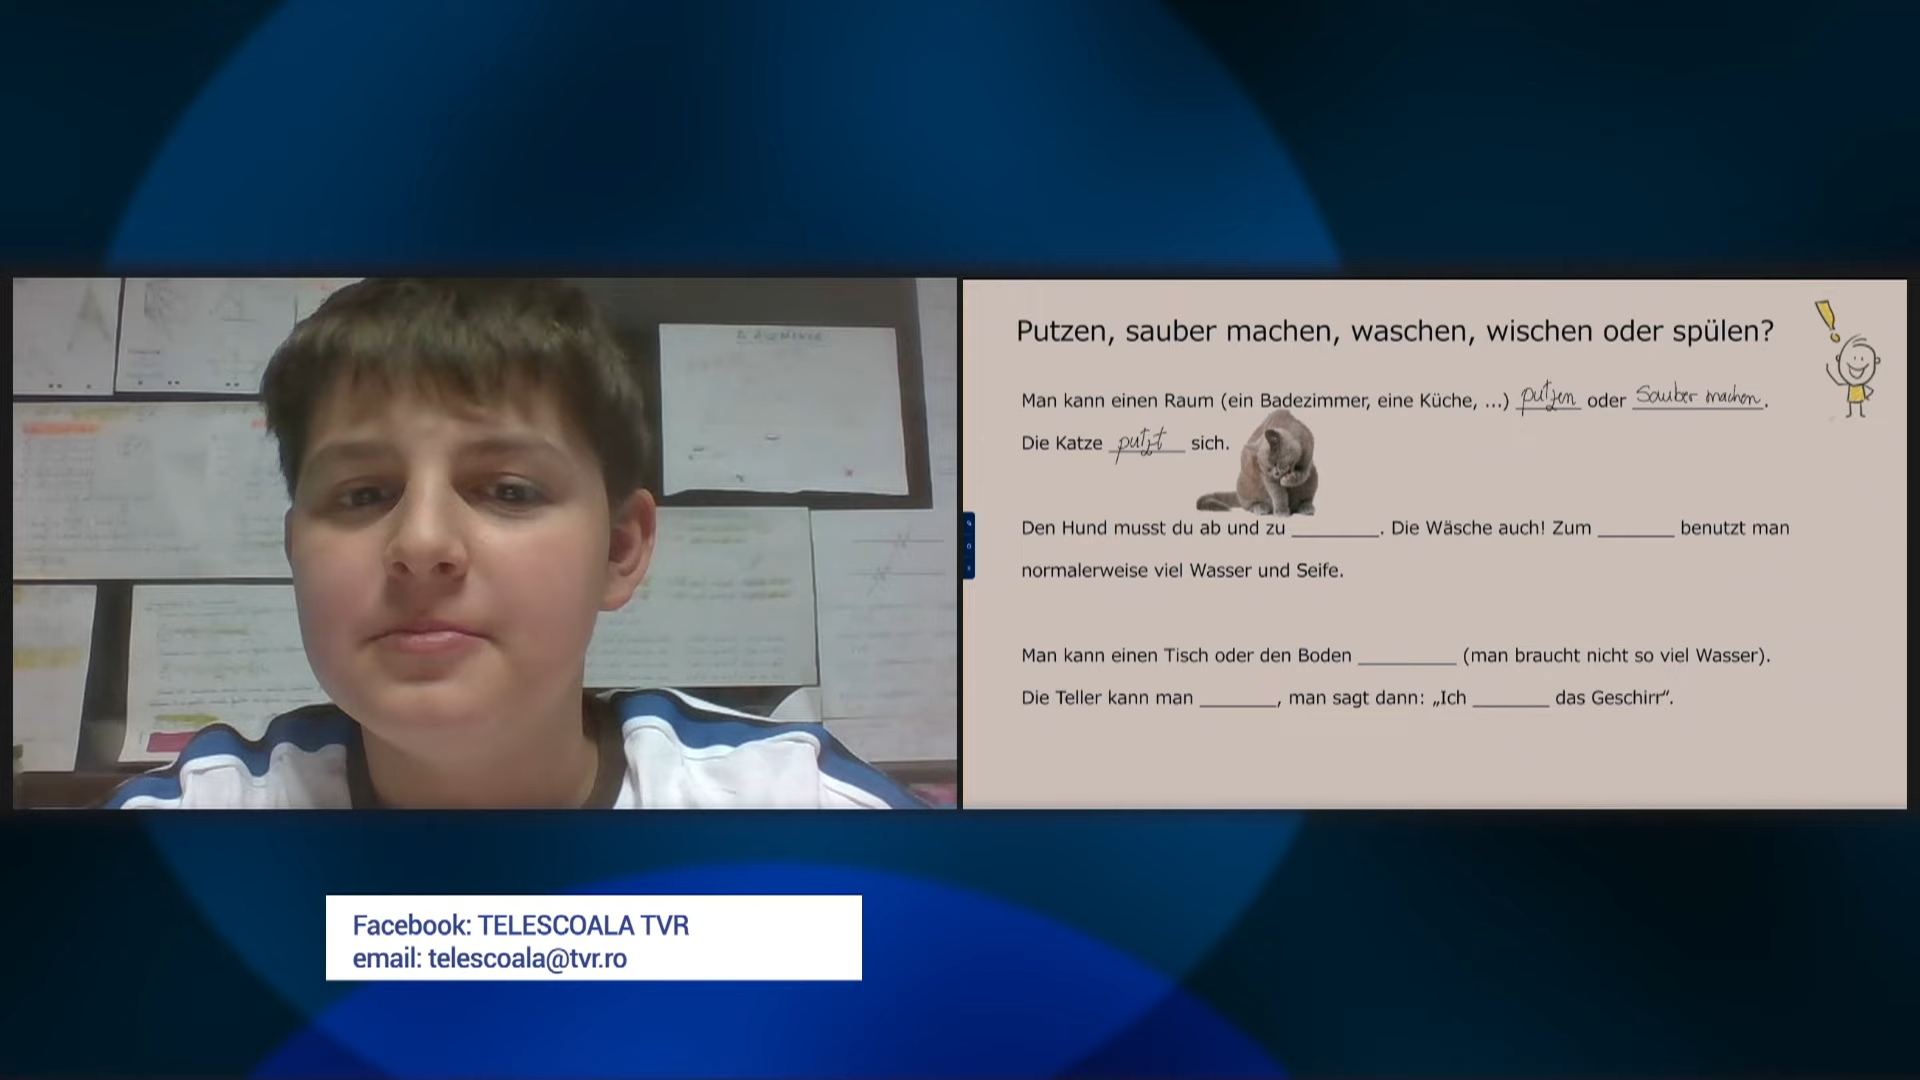 Putzen, sauber machen, waschen, wischen oder spülen?
Man kann einen Raum (ein Badezimmer, eine Küche, ...) putzen oder sauber machen.
Die Katze putzt sich.
Den Hund musst du ab und zu ________. Die Wäsche auch! Zum _______ benutzt man
normalerweise viel Wasser und Seife.
Man kann einen Tisch oder den Boden _________ (man braucht nicht so viel Wasser).
Die Teller kann man _______, man sagt dann: „Ich _______ das Geschirr“.
Facebook: TELESCOALA TVR
email: telescoala@tvr.ro